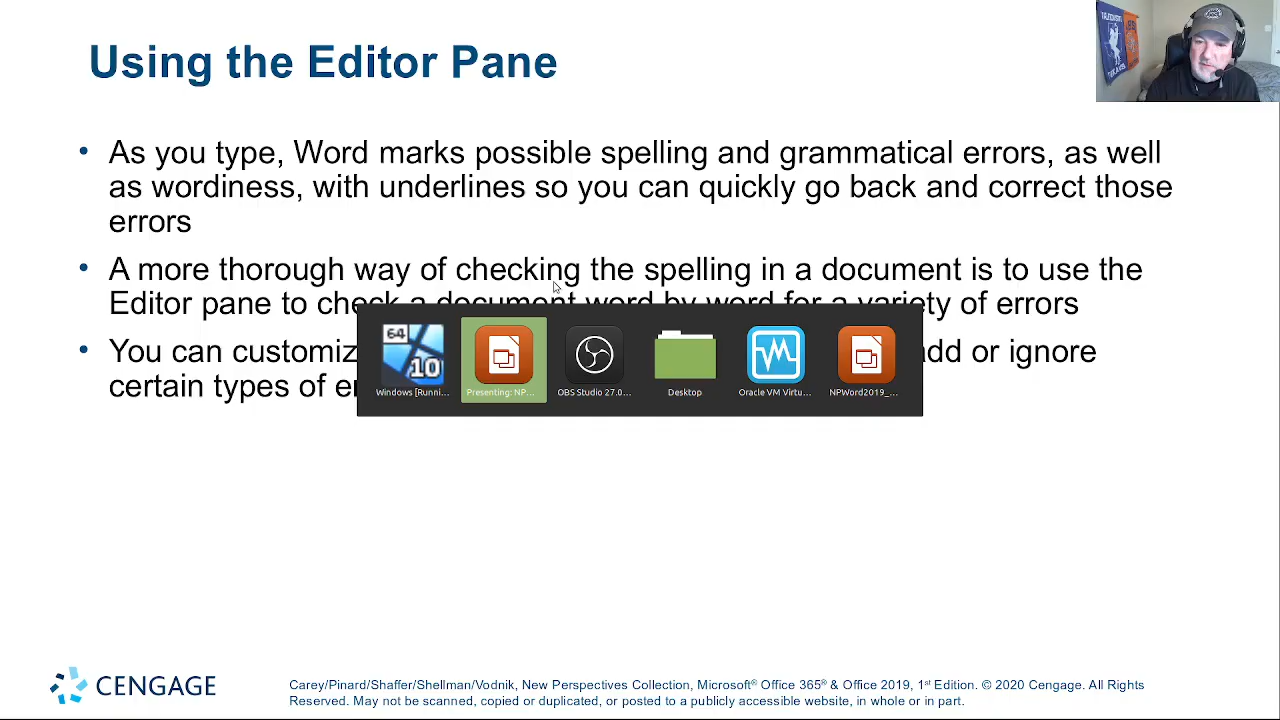 Using the Editor Pane
• As you type, Word marks possible spelling and grammatical errors, as well
as wordiness, with underlines so you can quickly go back and correct those
errors
• A more thorough way of checking the spelling in a document is to use the
Editor pane to check a document word by word for a variety of errors
• You can customiz add or ignore
certain types of e
64
10
Windows [Runni... Presenting: NP... OBS Studio 27.0... Desktop Oracle VM Virtu... NPWord2019_...
CENGAGE
Carey/Pinard/Shaffer/Shellman/Vodnik, New Perspectives Collection, Microsoft® Office 365® & Office 2019, 1st Edition. © 2020 Cengage. All Rights
Reserved. May not be scanned, copied or duplicated, or posted to a publicly accessible website, in whole or in part.